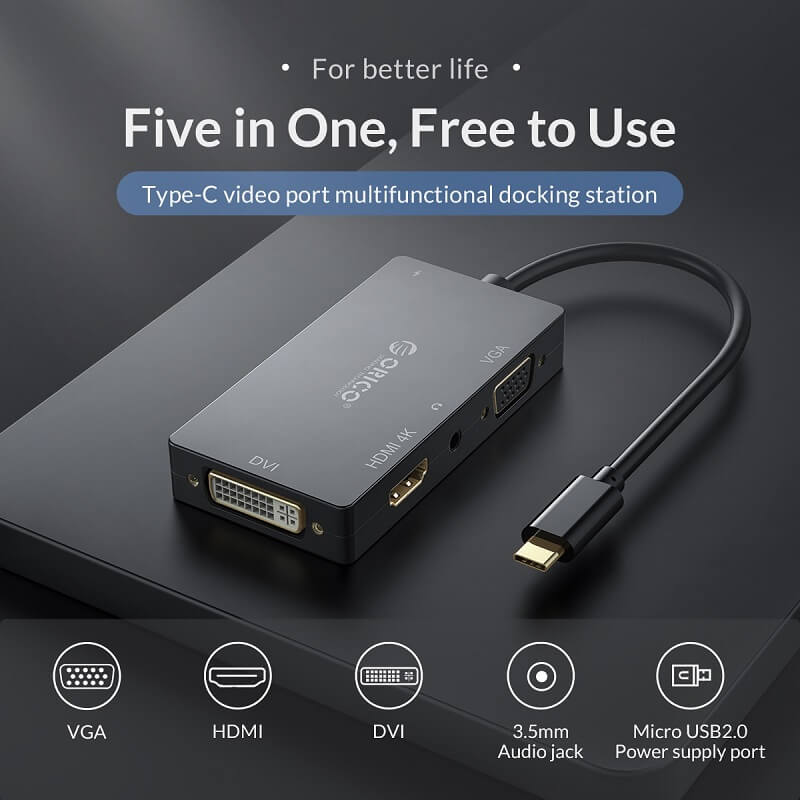 • For better life •
Five in One, Free to Use
Type-C video port multifunctional docking station
ORICO®
VGA
HDMI 4K
DVI
VGA
HDMI
DVI
3.5mm
Audio jack
Micro USB2.0
Power supply port